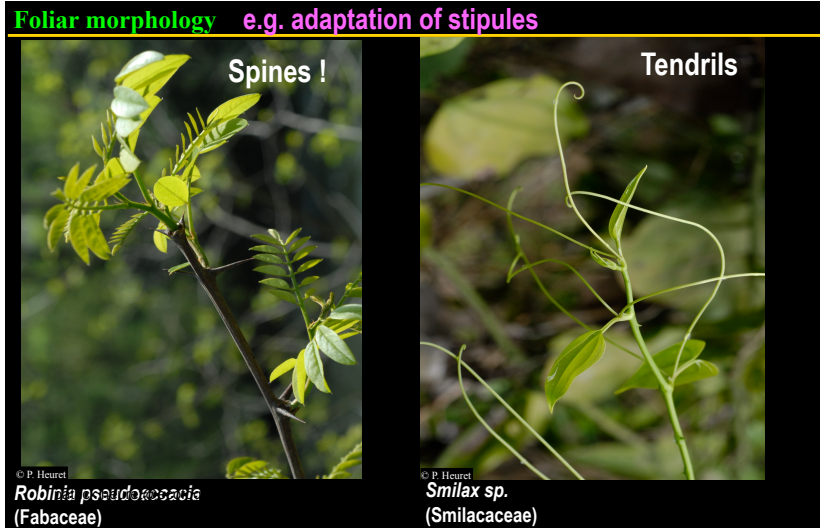 Foliar morphology e.g. adaptation of stipules
Spines !
Tendrils
© P. Heuret
© P. Heuret
Robinia pseudoacacia
(Fabaceae)
Smilax sp.
(Smilacaceae)